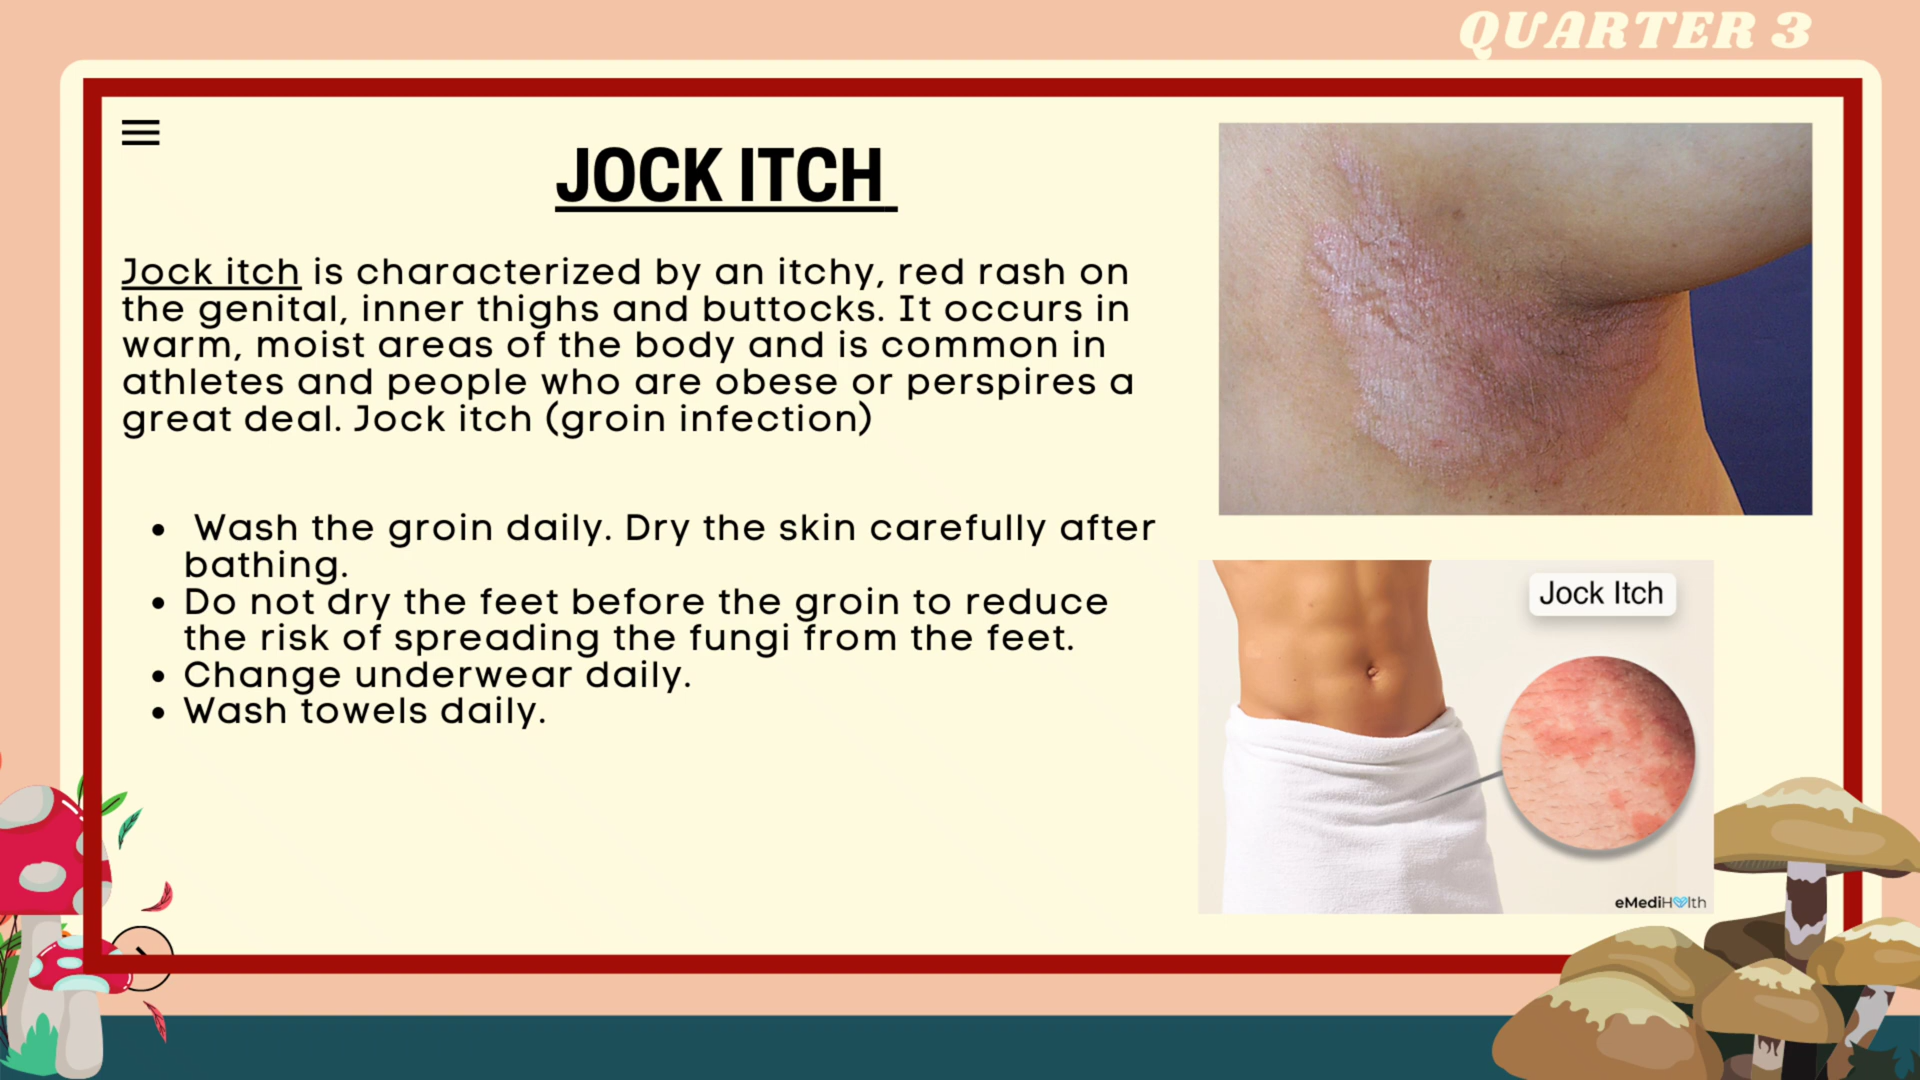 QUARTER 3
JOCK ITCH
Jock itch is characterized by an itchy, red rash on
the genital, inner thighs and buttocks. It occurs in
warm, moist areas of the body and is common in
athletes and people who are obese or perspires a
great deal. Jock itch (groin infection)
• Wash the groin daily. Dry the skin carefully after
bathing.
• Do not dry the feet before the groin to reduce
the risk of spreading the fungi from the feet.
• Change underwear daily.
• Wash towels daily.
Jock Itch
eMediHealth